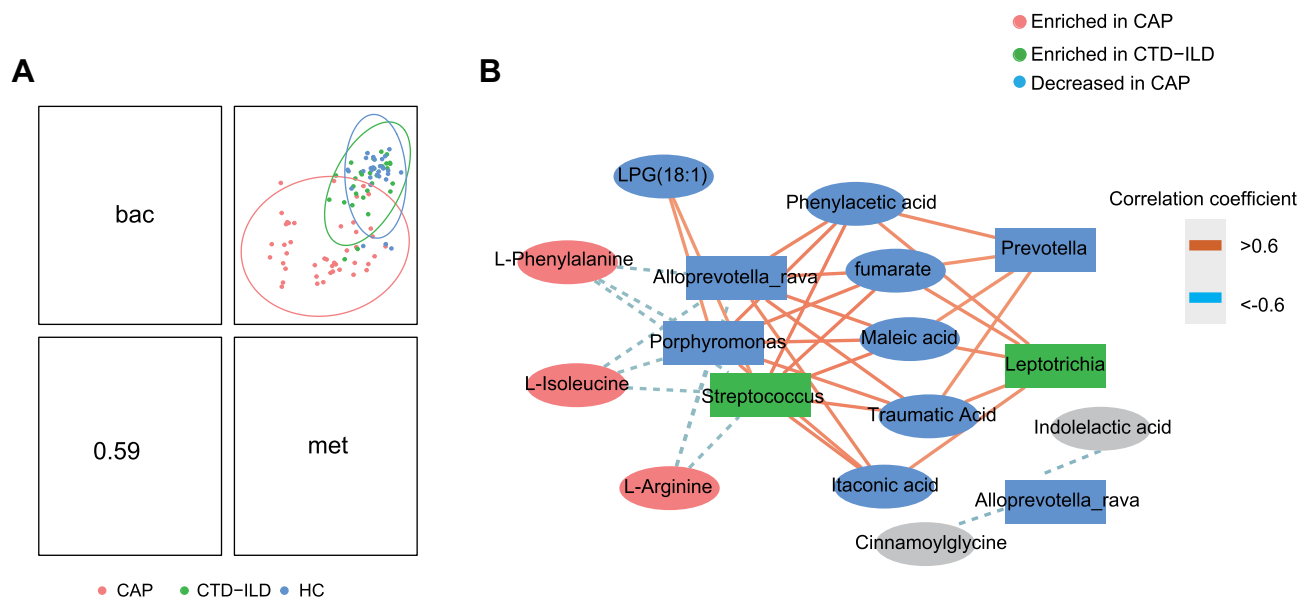 A
B
Enriched in CAP
Enriched in CTD−ILD
Decreased in CAP
bac
0.59
met
CAP CTD−ILD HC
LPG(18:1)
Phenylacetic acid
L-Phenylalanine
Alloprevotella_rava
fumarate
Prevotella
Porphyromonas
Maleic acid
L-Isoleucine
Streptococcus
Leptotrichia
Traumatic Acid
Indolelactic acid
L-Arginine
Itaconic acid
Alloprevotella_rava
Cinnamoylglycine
Correlation coefficient
>0.6
<-0.6